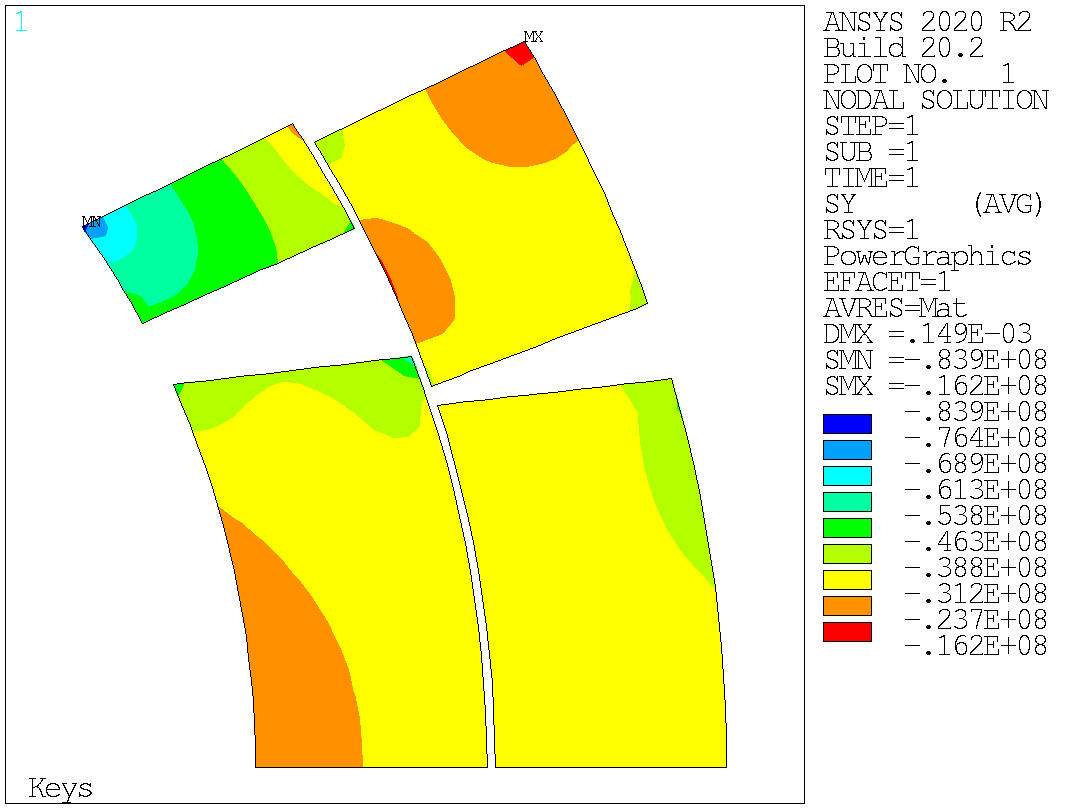 1
MX
MN
Keys
ANSYS 2020 R2
Build 20.2
PLOT NO. 1
NODAL SOLUTION
STEP=1
SUB =1
TIME=1
SY (AVG)
RSYS=1
PowerGraphics
EFACET=1
AVRES=Mat
DMX =.149E-03
SMN =-.839E+08
SMX =-.162E+08
-.839E+08
-.764E+08
-.689E+08
-.613E+08
-.538E+08
-.463E+08
-.388E+08
-.312E+08
-.237E+08
-.162E+08